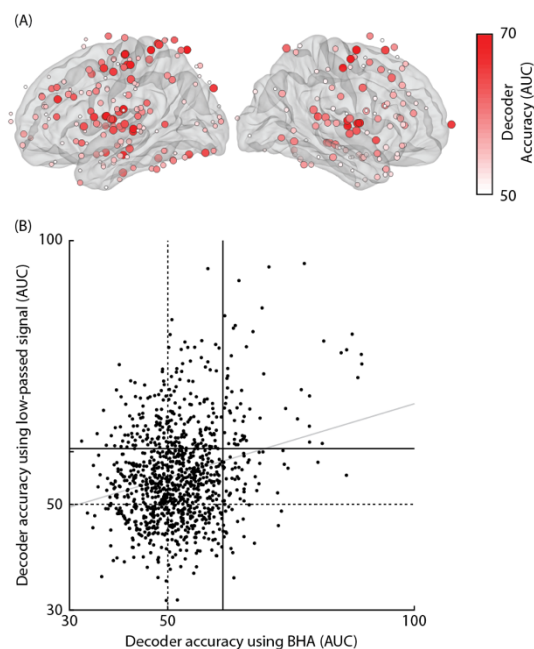 (A)
70
Decoder
Accuracy (AUC)
50
(B)
100
Decoder accuracy using low-passed signal (AUC)
50
30
30
50
100
Decoder accuracy using BHA (AUC)